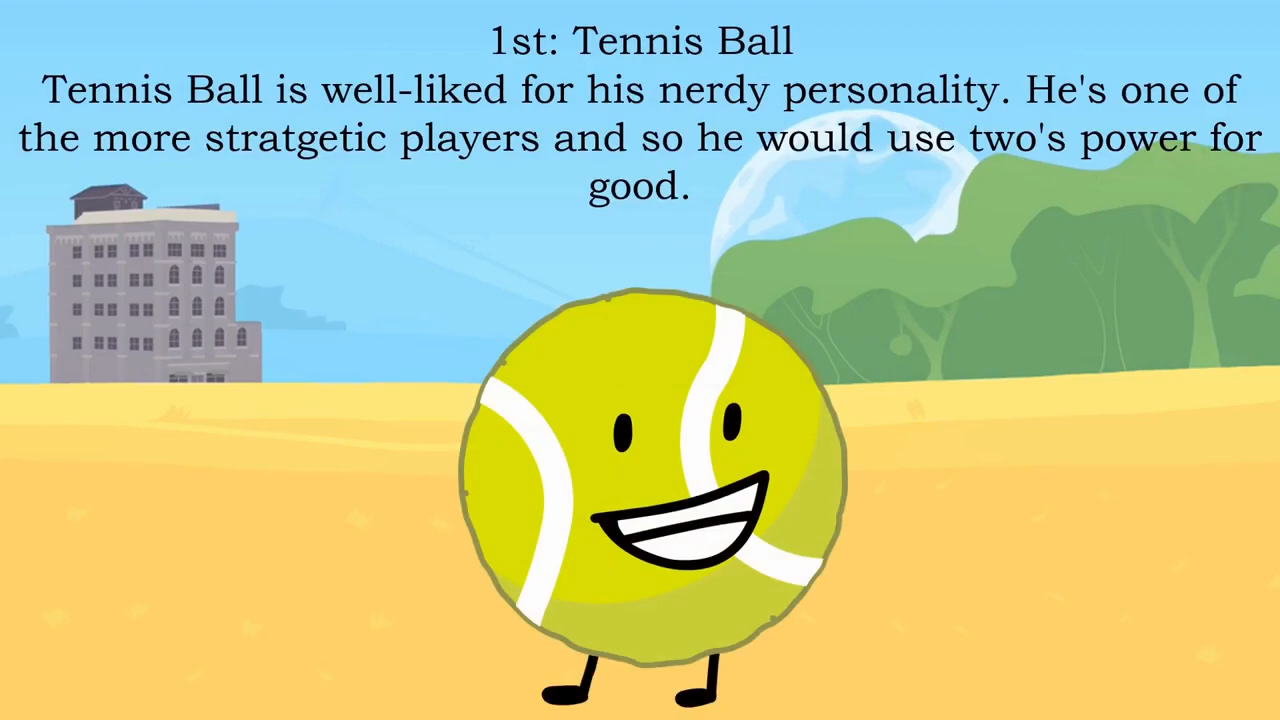 1st: Tennis Ball
Tennis Ball is well-liked for his nerdy personality. He's one of
the more stratgetic players and so he would use two's power for
good.